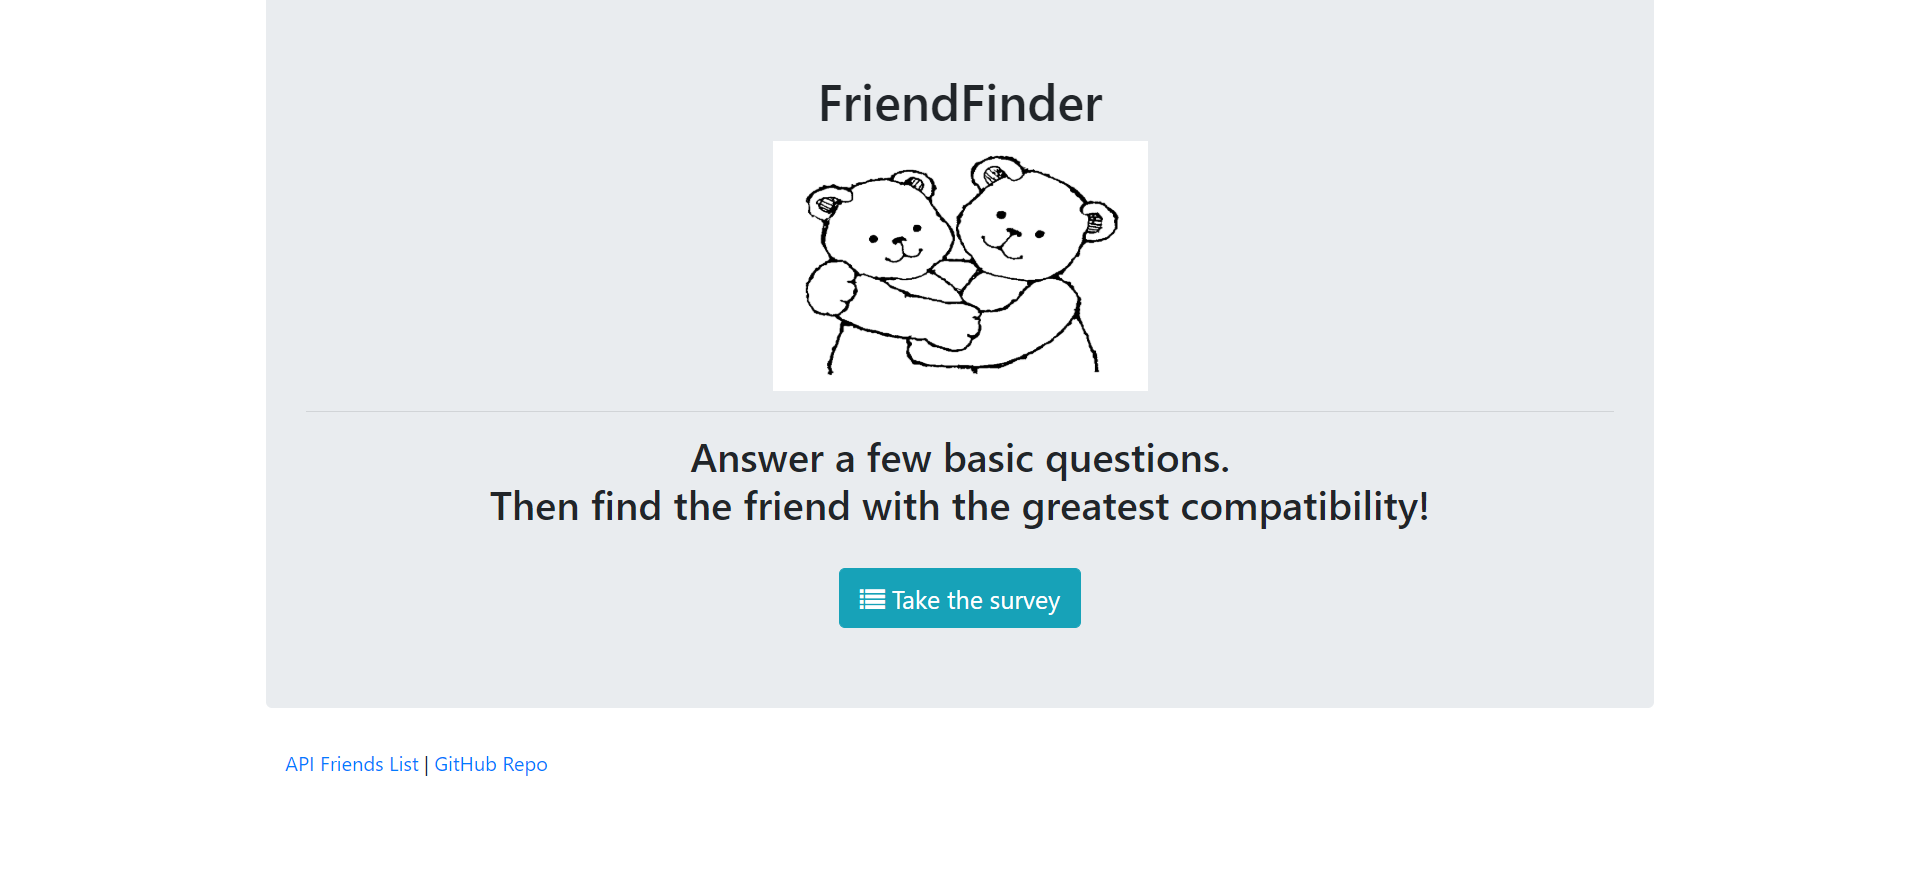 FriendFinder
Answer a few basic questions.
Then find the friend with the greatest compatibility!
Take the survey
API Friends List | GitHub Repo